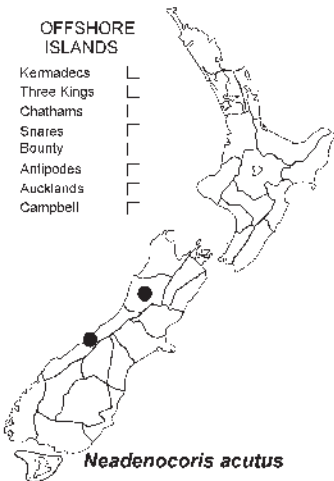 OFFSHORE
ISLANDS
Kermadecs
Three Kings
Chathams
Snares
Bounty
Antipodes
Aucklands
Campbell
Neadenocoris acutus